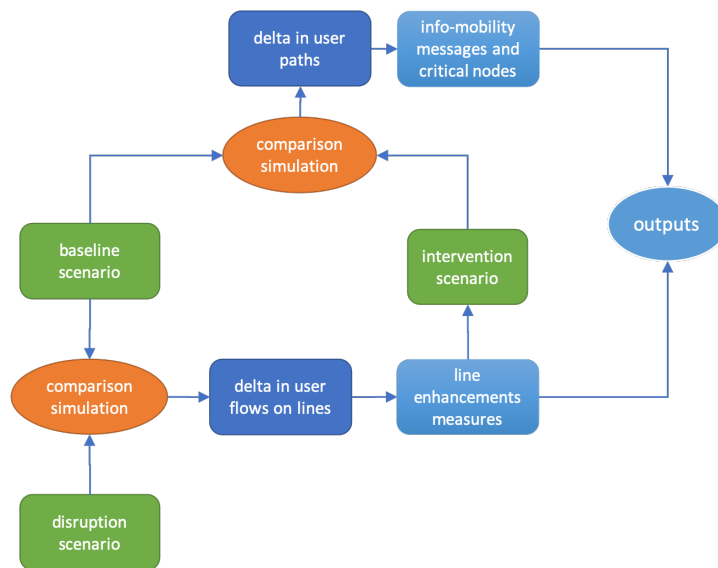 delta in user
paths
info-mobility
messages and
critical nodes
comparison
simulation
baseline
scenario
intervention
scenario
outputs
comparison
simulation
delta in user
flows on lines
line
enhancements
measures
disruption
scenario